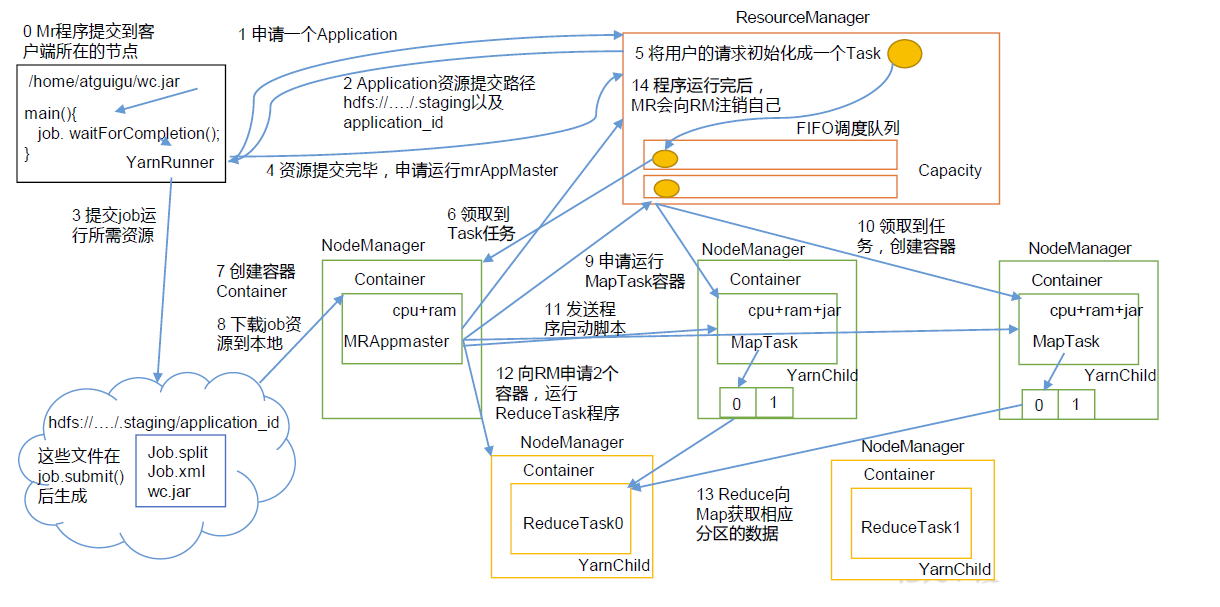 ResourceManager
0 Mr程序提交到客
户端所在的节点
1 申请一个Application
5 将用户的请求初始化成一个Task
/home/atguigu/wc.jar
main(){
job. waitForCompletion();
}
YarnRunner
2 Application资源提交路径
hdfs://…./.staging以及
application_id
14 程序运行完后，
MR会向RM注销自己
FIFO调度队列
Capacity
4 资源提交完毕，申请运行mrAppMaster
3 提交job运
行所需资源
6 领取到
Task任务
10 领取到任
务，创建容器
7 创建容器
Container
8 下载job资
源到本地
NodeManager
Container
cpu+ram
MRAppmaster
9 申请运行
MapTask容器
11 发送程
序启动脚本
NodeManager
Container
cpu+ram+jar
MapTask
YarnChild
0
1
NodeManager
Container
cpu+ram+jar
MapTask
YarnChild
0
1
12 向RM申请2个
容器，运行
ReduceTask程序
hdfs://…./.staging/application_id
这些文件在
job.submit()
后生成
Job.split
Job.xml
wc.jar
NodeManager
Container
ReduceTask0
YarnChild
13 Reduce向
Map获取相应
分区的数据
NodeManager
Container
ReduceTask1
YarnChild